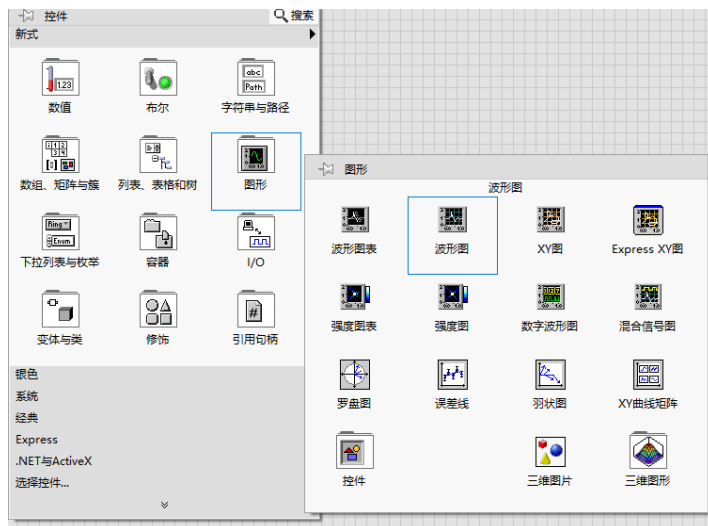 控件
搜索
新式
数值
布尔
字符串与路径
数组、矩阵与簇
列表、表格和树
图形
下拉列表与枚举
容器
I/O
变体与类
修饰
引用句柄
银色
系统
经典
Express
.NET与ActiveX
选择控件...
图形
波形图
波形图表
波形图
XY图
Express XY图
强度图表
强度图
数字波形图
混合信号图
罗盘图
误差线
羽状图
XY曲线矩阵
控件
三维图片
三维图形